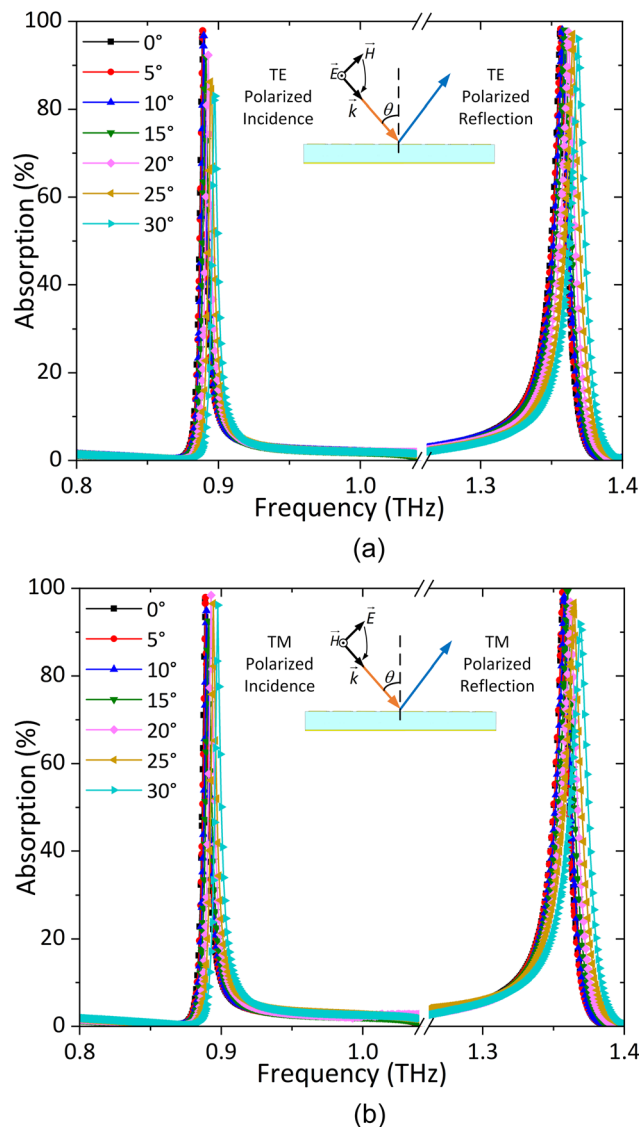 100
80
60
40
20
0
Absorption (%)
0°
5°
10°
15°
20°
25°
30°
TE
Polarized
Incidence
E
H
k
θ
TE
Polarized
Reflection
0.8
0.9
1.0
1.3
1.4
Frequency (THz)
(a)
100
80
60
40
20
0
Absorption (%)
0°
5°
10°
15°
20°
25°
30°
TM
Polarized
Incidence
H
E
k
θ
TM
Polarized
Reflection
0.8
0.9
1.0
1.3
1.4
Frequency (THz)
(b)